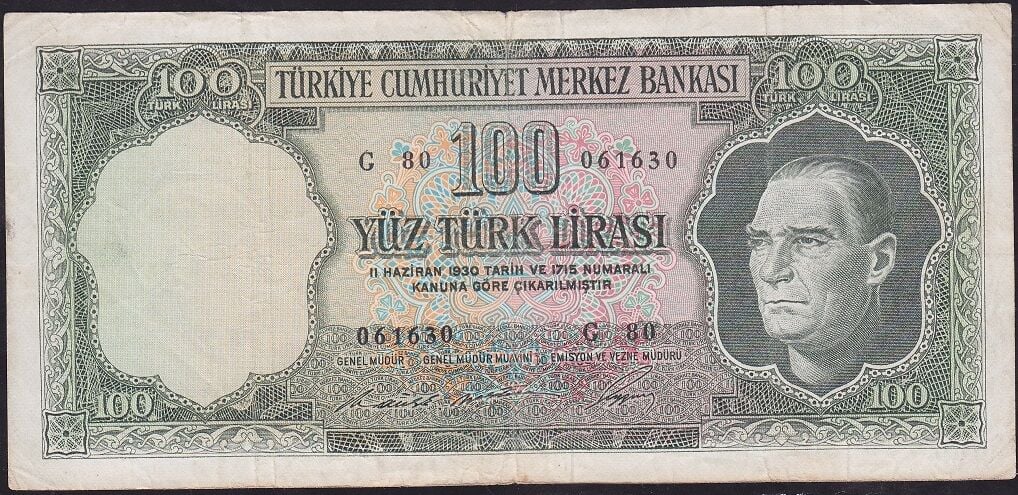 100 100
TÜRK LİRASI TÜRK LİRASI
TÜRKİYE CUMHURİYET MERKEZ BANKASI
G 80 100 061630
YÜZ TÜRK LİRASI
11 HAZİRAN 1930 TARİH VE 1715 NUMARALI
KANUNA GÖRE ÇIKARILMIŞTIR
061630 G 80
GENEL MÜDÜR GENEL MÜDÜR MUAVİNİ EMİSYON VE VEZNE MÜDÜRÜ
100 100